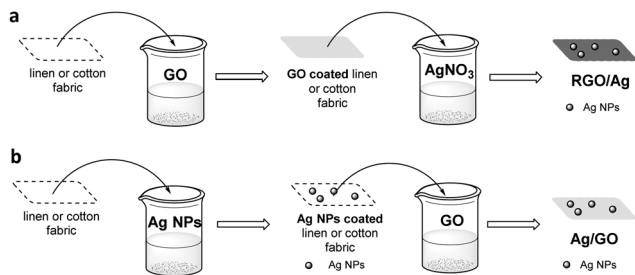 a
linen or cotton
fabric
GO
GO coated linen
or cotton
fabric
AgNO3
RGO/Ag
Ag NPs
b
linen or cotton
fabric
Ag NPs
Ag NPs coated
linen or cotton
fabric
Ag NPs
GO
Ag/GO
Ag NPs